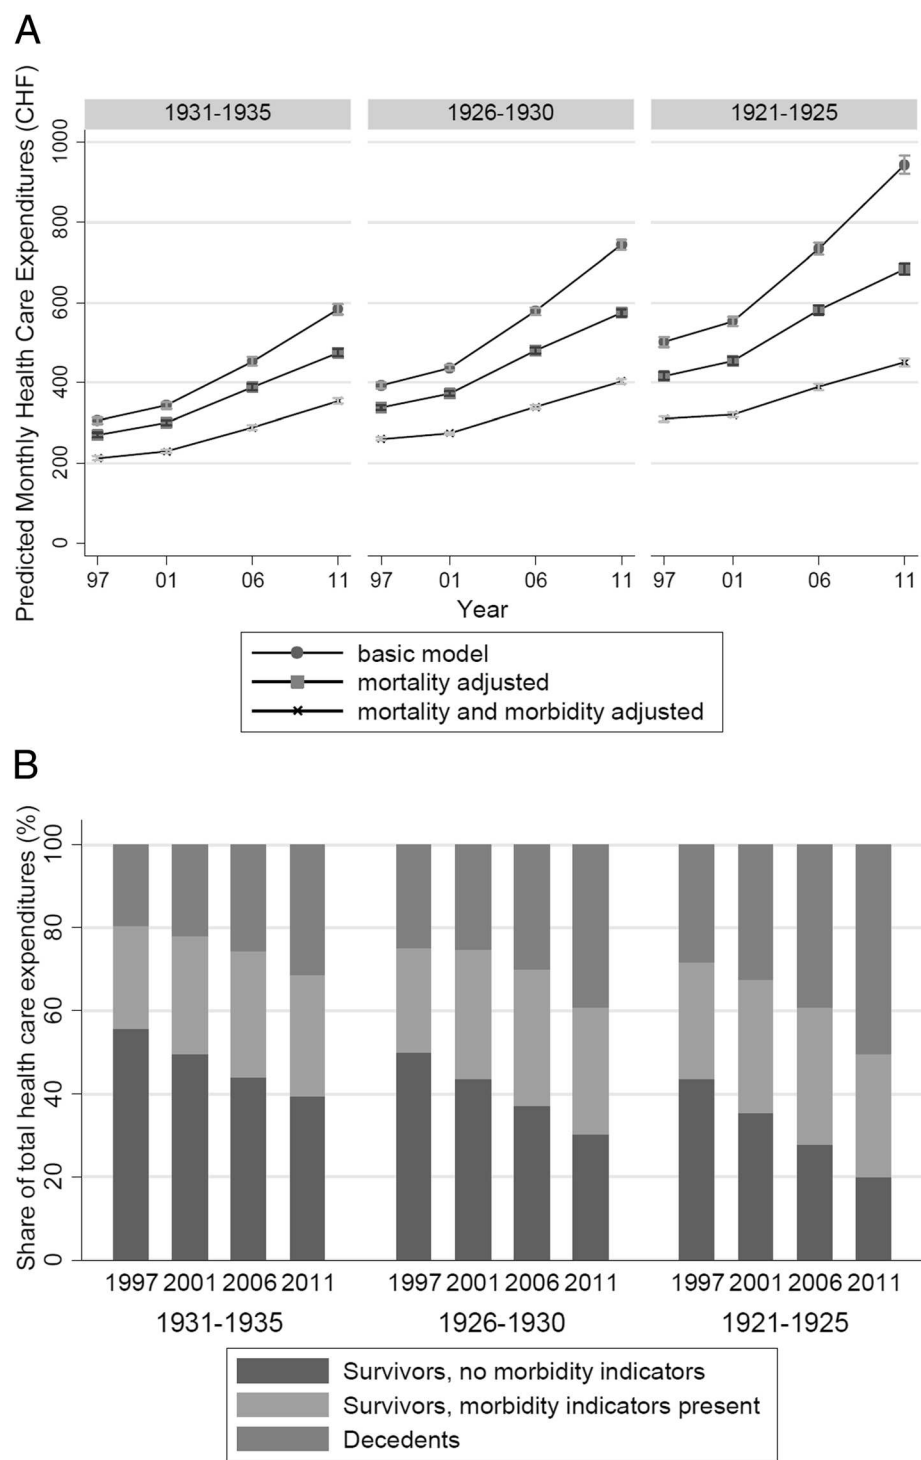 A
1931-1935 1926-1930 1921-1925
Predicted Monthly Health Care Expenditures (CHF)
1000
800
600
400
200
0
97 01 06 11 97 01 06 11 97 01 06 11
Year
basic model
mortality adjusted
mortality and morbidity adjusted
B
Share of total health care expenditures (%)
100
80
60
40
20
0
1997 2001 2006 2011 1997 2001 2006 2011 1997 2001 2006 2011
1931-1935 1926-1930 1921-1925
Survivors, no morbidity indicators
Survivors, morbidity indicators present
Decedents